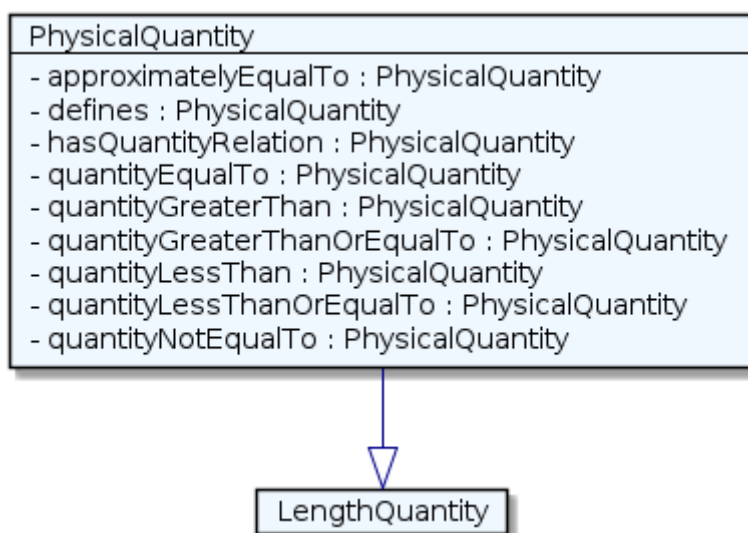 PhysicalQuantity
- approximatelyEqualTo : PhysicalQuantity
- defines : PhysicalQuantity
- hasQuantityRelation : PhysicalQuantity
- quantityEqualTo : PhysicalQuantity
- quantityGreaterThan : PhysicalQuantity
- quantityGreaterThanOrEqualTo : PhysicalQuantity
- quantityLessThan : PhysicalQuantity
- quantityLessThanOrEqualTo : PhysicalQuantity
- quantityNotEqualTo : PhysicalQuantity
LengthQuantity